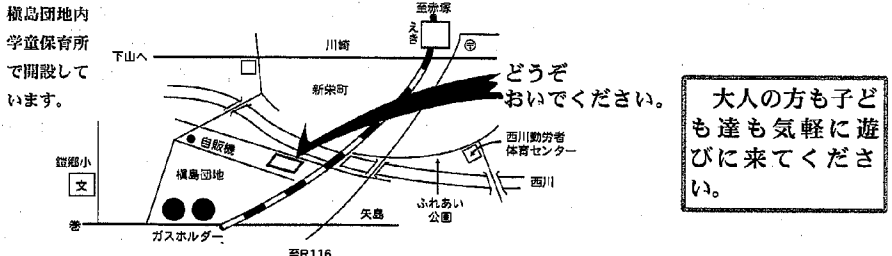 槇島団地内
学童保育所
で開設して
います。
至赤塚
えき
〒
下山へ
川崎
新栄町
どうぞ
おいでください。
自販機
鎧郷小
文
槇島団地
巻
ガスホルダー
至R116
矢島
ふれあい
公園
西川
西川勤労者
体育センター
大人の方も子ど
も達も気軽に遊
びに来てくださ
い。